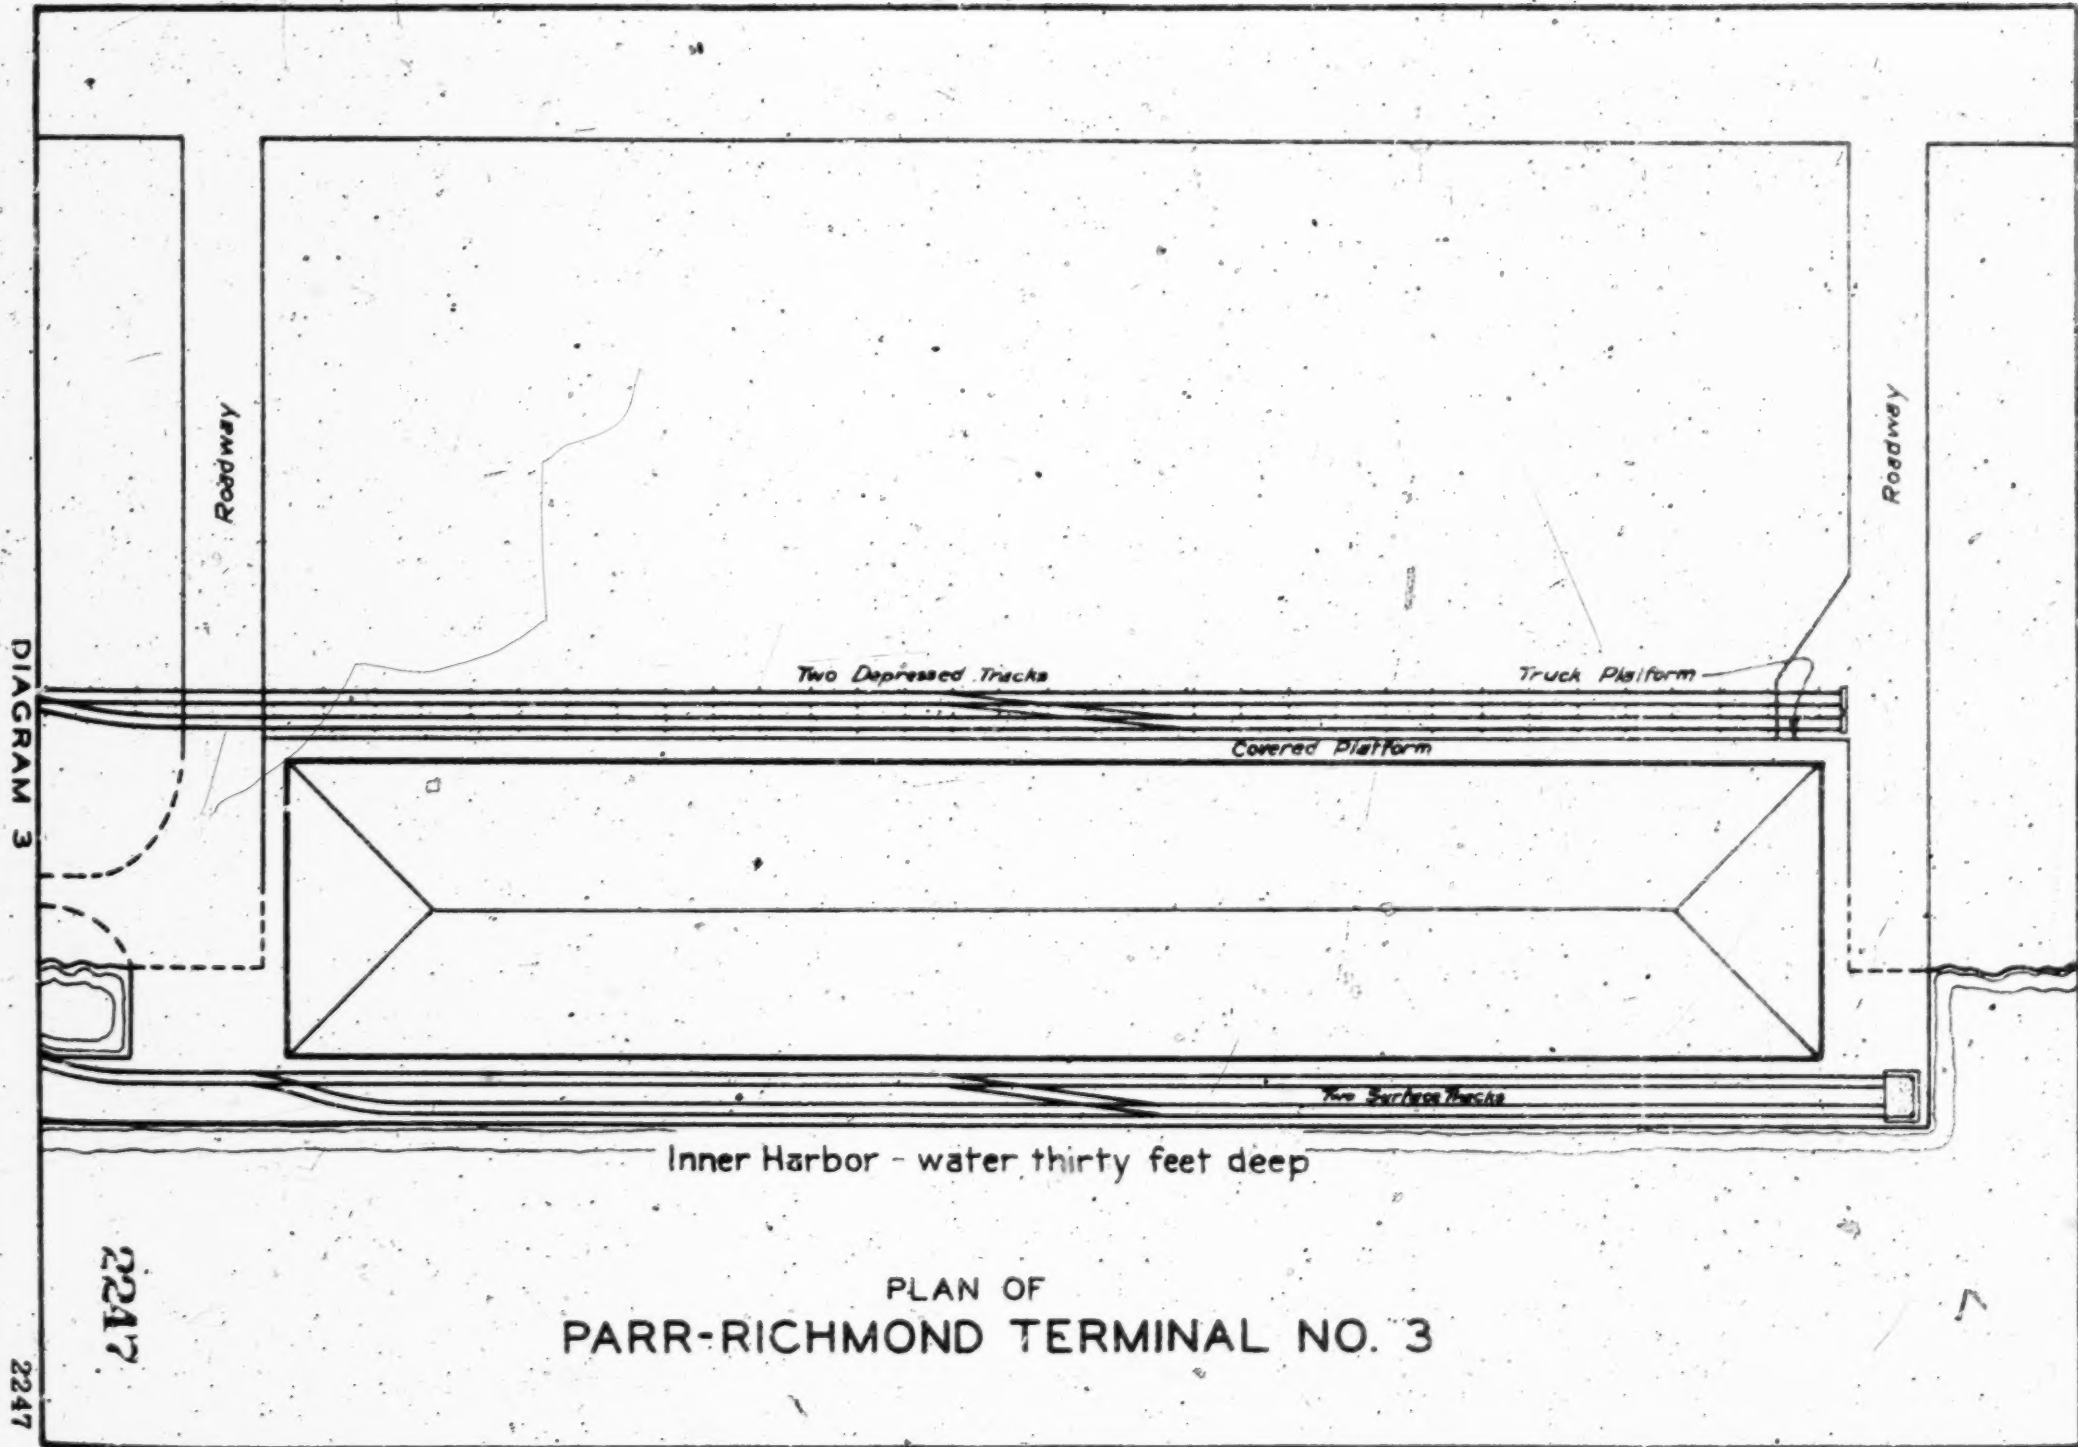 Roadway
Roadway
Two Depressed Tracks
Truck Platform
Covered Platform
Two Surface Tracks
Inner Harbor - water thirty feet deep
PLAN OF
PARR-RICHMOND TERMINAL NO. 3
DIAGRAM 3
2247
2247